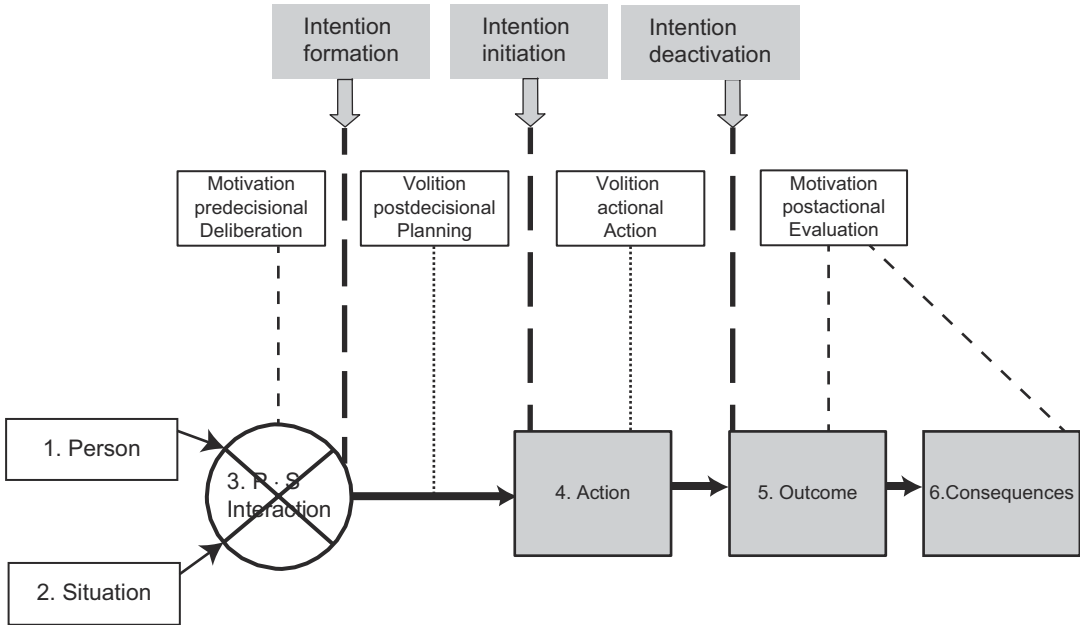 Intention
formation
Intention
initiation
Intention
deactivation
Motivation
predecisional
Deliberation
Volition
postdecisional
Planning
Volition
actional
Action
Motivation
postactional
Evaluation
1. Person
3. P · S
Interaction
4. Action
5. Outcome
6.Consequences
2. Situation